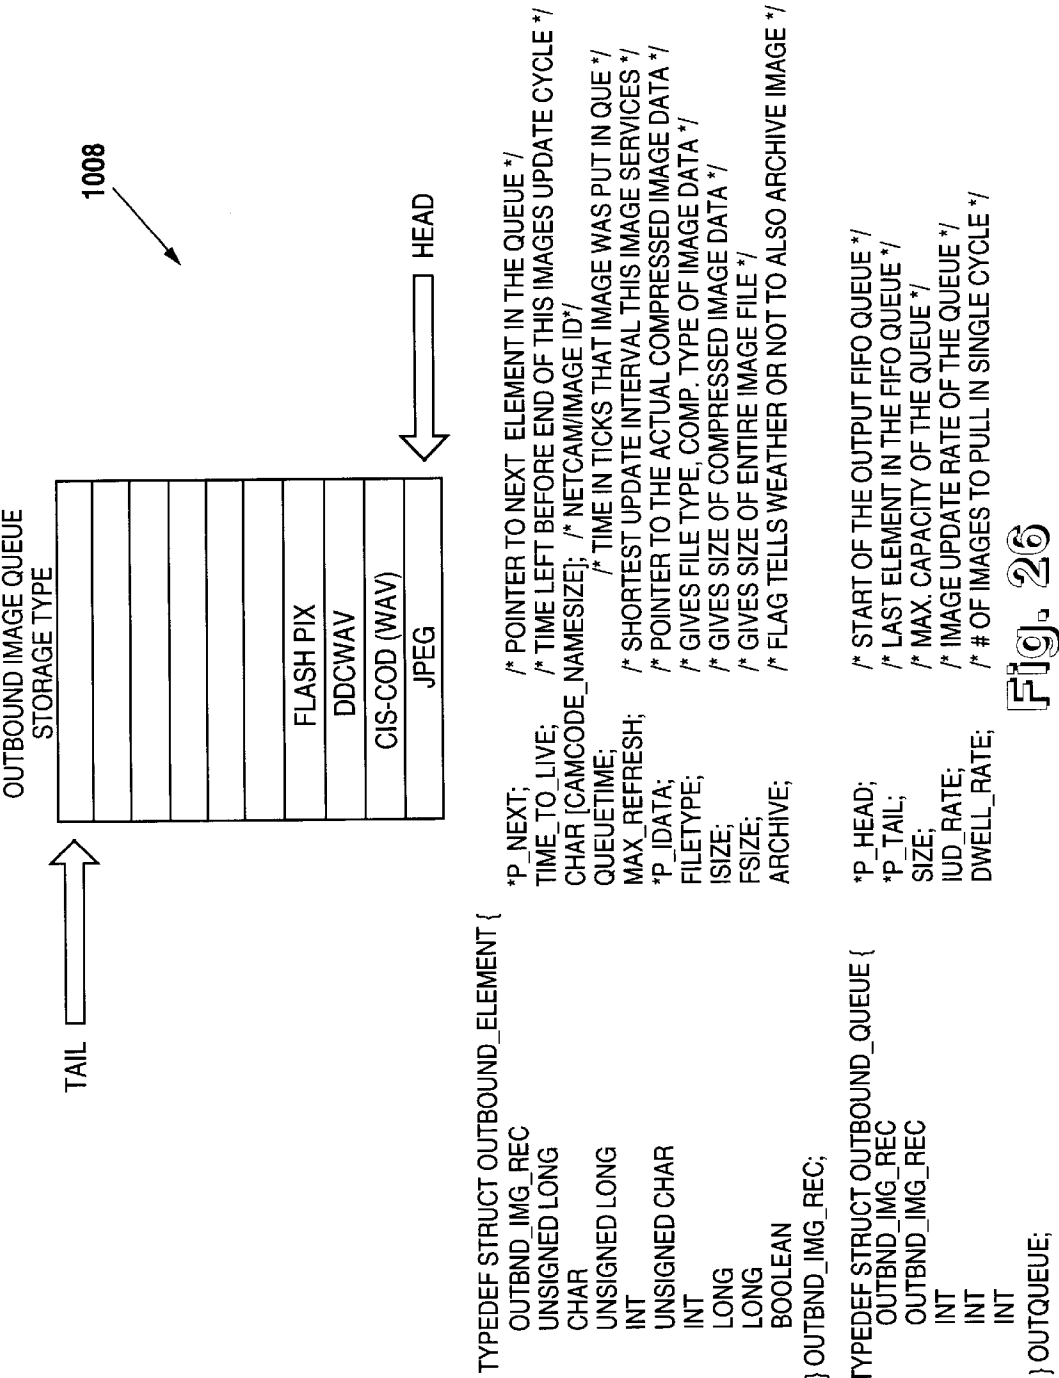 OUTBOUND IMAGE QUEUE
STORAGE TYPE
1008
TAIL
HEAD
FLASH PIX
DDCWAV
CIS-COD (WAV)
JPEG
TYPEDEF STRUCT OUTBOUND_ELEMENT {
OUTBND_IMG_REC *P_NEXT; /* POINTER TO NEXT ELEMENT IN THE QUEUE */
UNSIGNED LONG TIME_TO_LIVE; /* TIME LEFT BEFORE END OF THIS IMAGES UPDATE CYCLE */
CHAR CHAR [CAMCODE_NAMESIZE]; /* NETCAM/IMAGE ID*/
UNSIGNED LONG QUEUETIME; /* TIME IN TICKS THAT IMAGE WAS PUT IN QUE */
INT MAX_REFRESH; /* SHORTEST UPDATE INTERVAL THIS IMAGE SERVICES */
UNSIGNED CHAR *P_IDATA; /* POINTER TO THE ACTUAL COMPRESSED IMAGE DATA */
INT FILETYPE; /* GIVES FILE TYPE, COMP. TYPE OF IMAGE DATA */
LONG ISIZE; /* GIVES SIZE OF COMPRESSED IMAGE DATA */
LONG FSIZE; /* GIVES SIZE OF ENTIRE IMAGE FILE */
BOOLEAN ARCHIVE; /* FLAG TELLS WEATHER OR NOT TO ALSO ARCHIVE IMAGE */
} OUTBND_IMG_REC;
TYPEDEF STRUCT OUTBOUND_QUEUE {
OUTBND_IMG_REC *P_HEAD; /* START OF THE OUTPUT FIFO QUEUE */
OUTBND_IMG_REC *P_TAIL; /* LAST ELEMENT IN THE FIFO QUEUE */
INT SIZE; /* MAX. CAPACITY OF THE QUEUE */
INT IUD_RATE; /* IMAGE UPDATE RATE OF THE QUEUE */
INT DWELL_RATE; /* # OF IMAGES TO PULL IN SINGLE CYCLE */
} OUTQUEUE;
Fig. 26